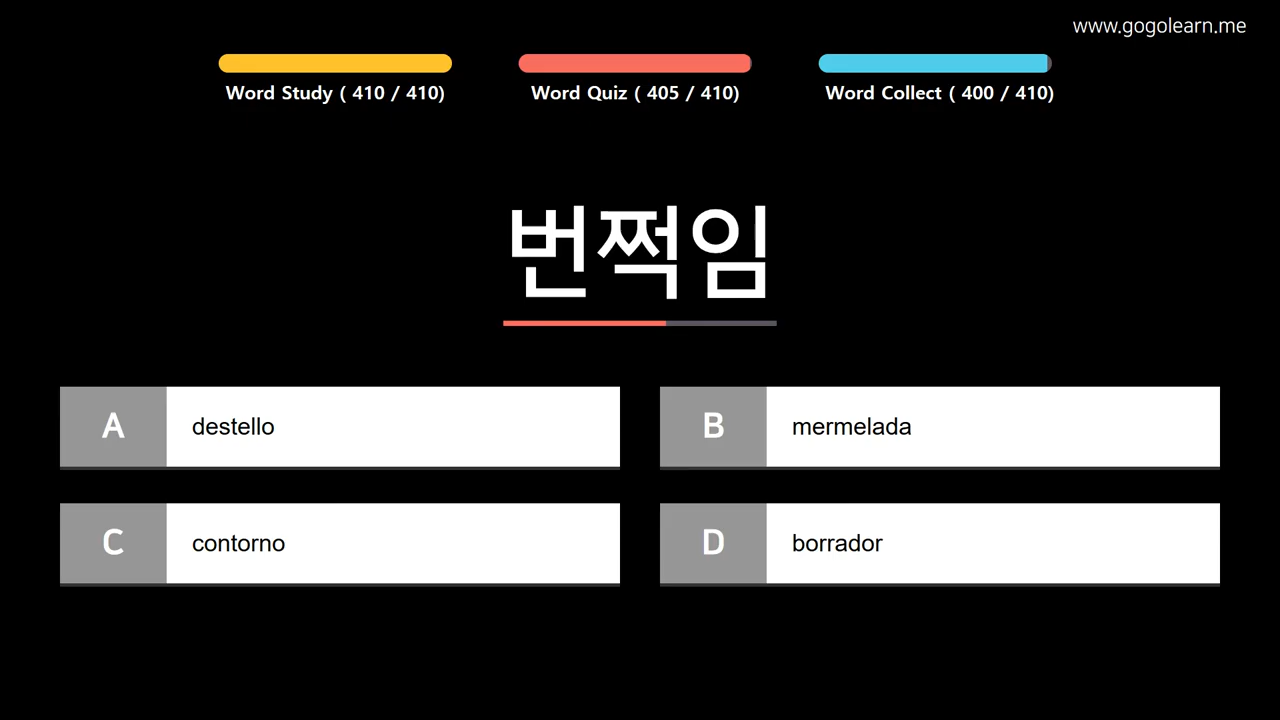 www.gogolearn.me
Word Study ( 410 / 410)
Word Quiz ( 405 / 410)
Word Collect ( 400 / 410)
번쩍임
A destello
B mermelada
C contorno
D borrador